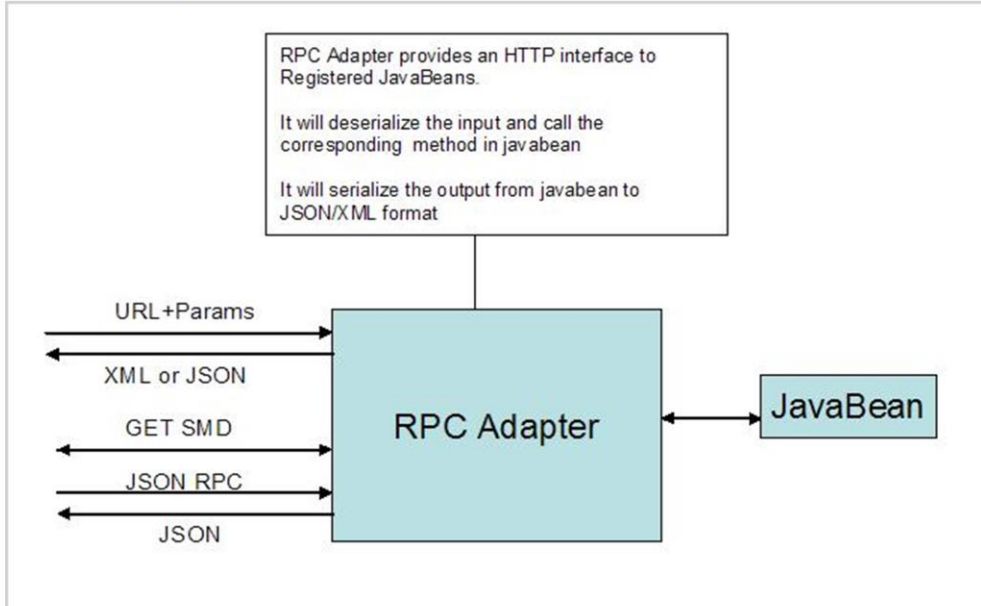 RPC Adapter provides an HTTP interface to
Registered JavaBeans.
It will deserialize the input and call the
corresponding method in javabean
It will serialize the output from javabean to
JSON/XML format
URL+Params
XML or JSON
GET SMD
JSON RPC
JSON
RPC Adapter
JavaBean